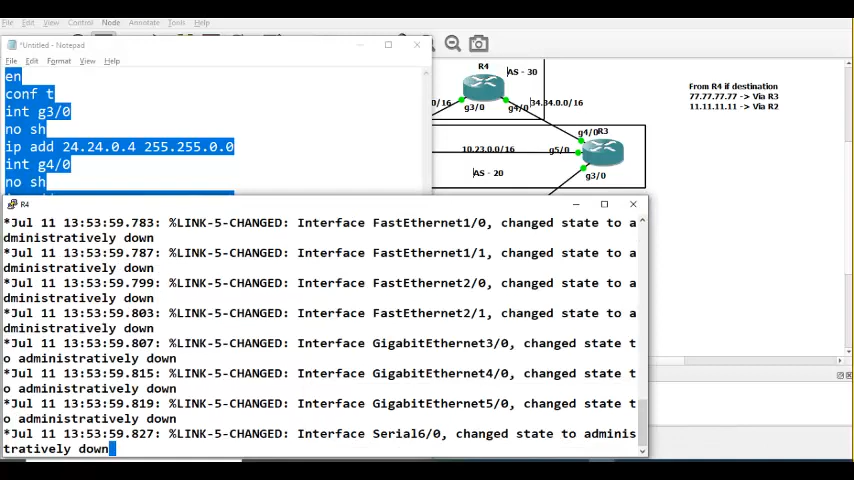 File Edit View Control Node Annotate Tools Help
*Untitled - Notepad
File Edit Format View Help
en
conf t
int g3/0
no sh
ip add 24.24.0.4 255.255.0.0
int g4/0
no sh
R4
AS - 30
34.34.0.0/16
.0/16
g3/0
g4/0
g4/0
R3
10.23.0.0/16
g5/0
g3/0
AS - 20
From R4 if destination
77.77.77.77 -> Via R3
11.11.11.11 -> Via R2
R4
*Jul 11 13:53:59.783: %LINK-5-CHANGED: Interface FastEthernet1/0, changed state to a
dministratively down
*Jul 11 13:53:59.787: %LINK-5-CHANGED: Interface FastEthernet1/1, changed state to a
dministratively down
*Jul 11 13:53:59.799: %LINK-5-CHANGED: Interface FastEthernet2/0, changed state to a
dministratively down
*Jul 11 13:53:59.803: %LINK-5-CHANGED: Interface FastEthernet2/1, changed state to a
dministratively down
*Jul 11 13:53:59.807: %LINK-5-CHANGED: Interface GigabitEthernet3/0, changed state t
o administratively down
*Jul 11 13:53:59.815: %LINK-5-CHANGED: Interface GigabitEthernet4/0, changed state t
o administratively down
*Jul 11 13:53:59.819: %LINK-5-CHANGED: Interface GigabitEthernet5/0, changed state t
o administratively down
*Jul 11 13:53:59.827: %LINK-5-CHANGED: Interface Serial6/0, changed state to adminis
tratively down